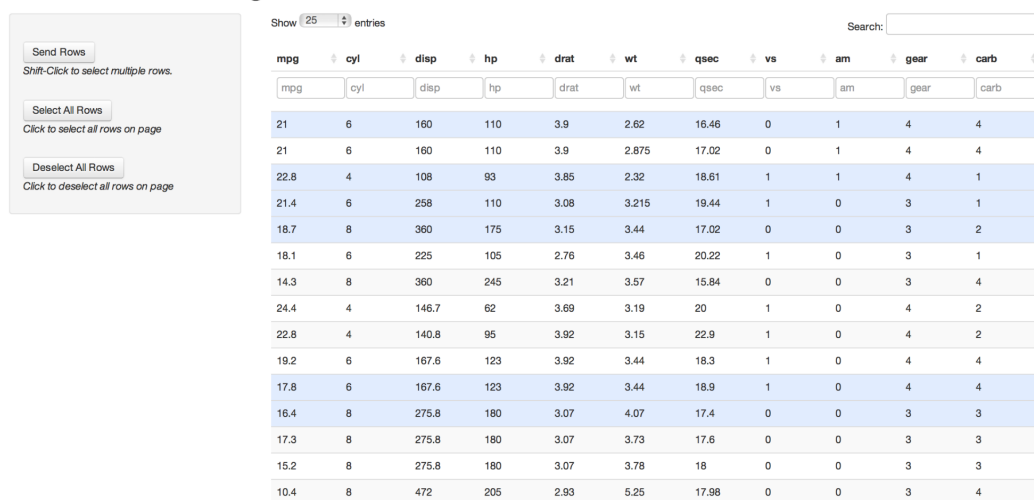 Show 25 entries
Search:
Send Rows
Shift-Click to select multiple rows.
Select All Rows
Click to select all rows on page
Deselect All Rows
Click to deselect all rows on page
mpg cyl disp hp drat wt qsec vs am gear carb
mpg cyl disp hp drat wt qsec vs am gear carb
21 6 160 110 3.9 2.62 16.46 0 1 4 4
21 6 160 110 3.9 2.875 17.02 0 1 4 4
22.8 4 108 93 3.85 2.32 18.61 1 1 4 1
21.4 6 258 110 3.08 3.215 19.44 1 0 3 1
18.7 8 360 175 3.15 3.44 17.02 0 0 3 2
18.1 6 225 105 2.76 3.46 20.22 1 0 3 1
14.3 8 360 245 3.21 3.57 15.84 0 0 3 4
24.4 4 146.7 62 3.69 3.19 20 1 0 4 2
22.8 4 140.8 95 3.92 3.15 22.9 1 0 4 2
19.2 6 167.6 123 3.92 3.44 18.3 1 0 4 4
17.8 6 167.6 123 3.92 3.44 18.9 1 0 4 4
16.4 8 275.8 180 3.07 4.07 17.4 0 0 3 3
17.3 8 275.8 180 3.07 3.73 17.6 0 0 3 3
15.2 8 275.8 180 3.07 3.78 18 0 0 3 3
10.4 8 472 205 2.93 5.25 17.98 0 0 3 4